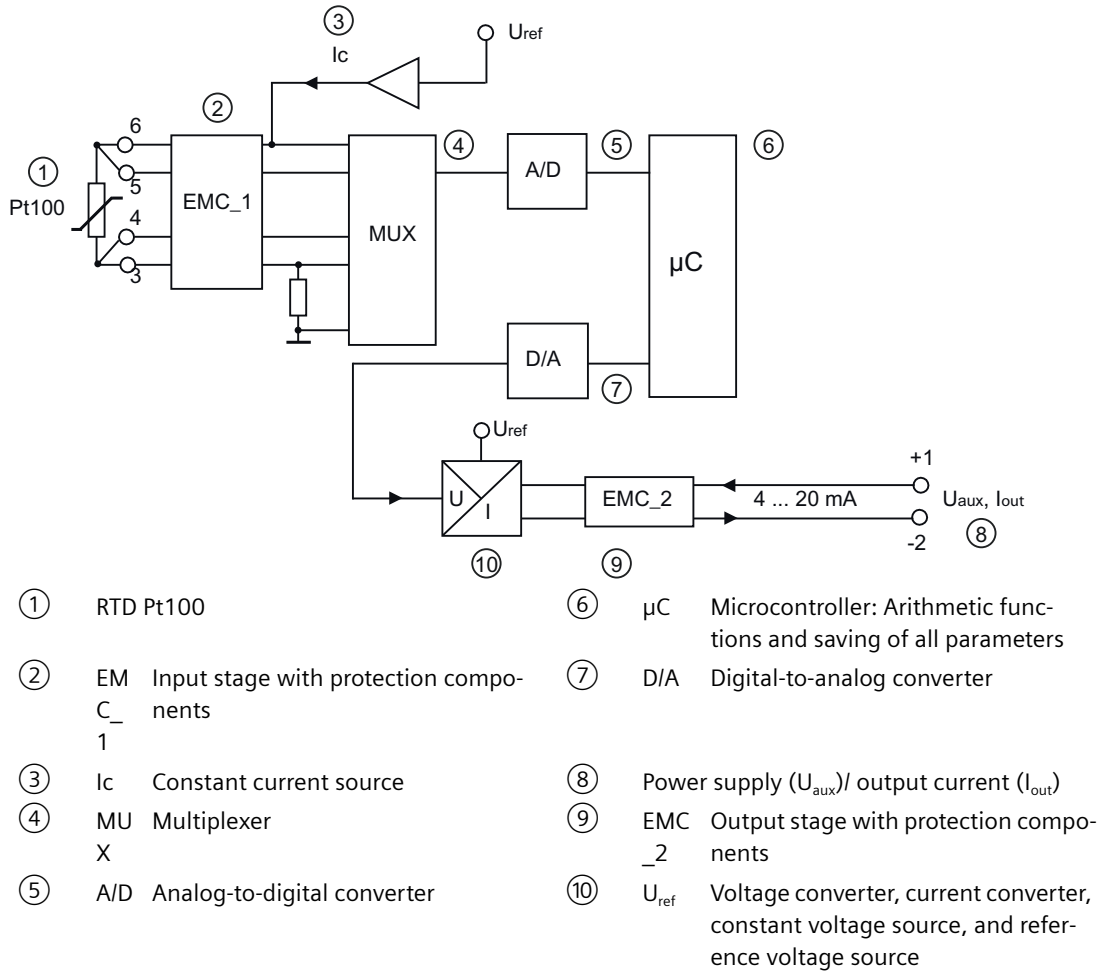 3
Ic
Uref
2
6
1
5
Pt100
4
3
EMC_1
MUX
4
A/D
5
6
µC
D/A
7
Uref
U
I
10
EMC_2
9
4 ... 20 mA
+1
Uaux, Iout
-2
8
1 RTD Pt100
6 µC Microcontroller: Arithmetic func-
tions and saving of all parameters
2 EM Input stage with protection compo-
C_ nents
1
7 D/A Digital-to-analog converter
3 Ic Constant current source
8 Power supply (Uaux)/ output current (Iout)
4 MU Multiplexer
X
9 EMC Output stage with protection compo-
_2 nents
5 A/D Analog-to-digital converter
10 Uref Voltage converter, current converter,
constant voltage source, and refer-
ence voltage source